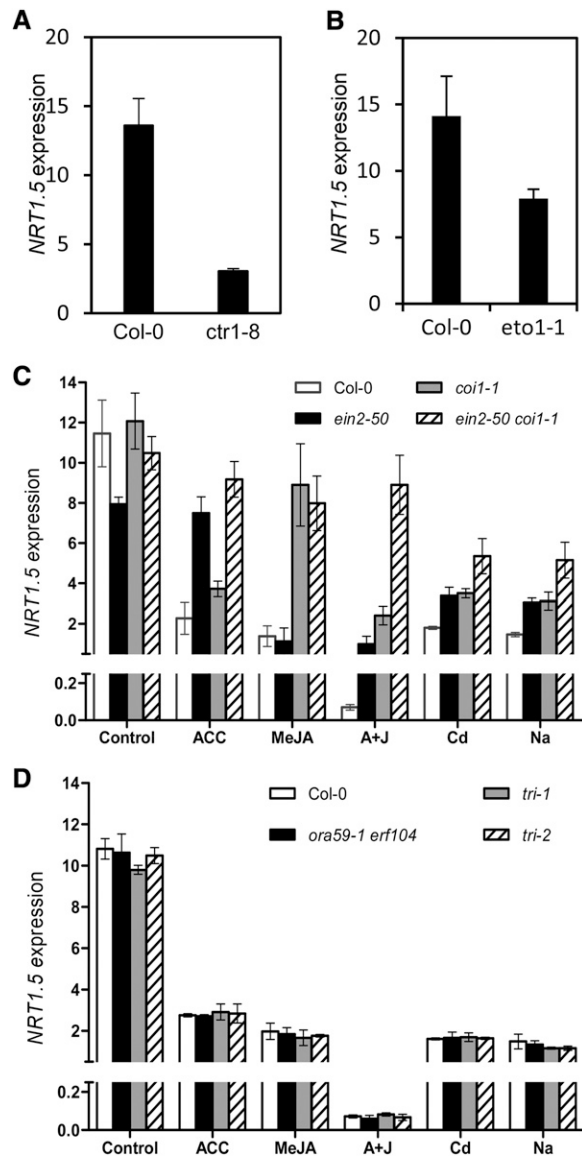 A
NRT1.5 expression
20
15
10
5
0
Col-0 ctr1-8
B
NRT1.5 expression
20
15
10
5
0
Col-0 eto1-1
C
NRT1.5 expression
14
12
10
8
6
4
2
0.2
0.0
Col-0 coi1-1
ein2-50 ein2-50 coi1-1
Control ACC MeJA A+J Cd Na
D
NRT1.5 expression
14
12
10
8
6
4
2
0.2
0.0
Col-0 tri-1
ora59-1 erf104 tri-2
Control ACC MeJA A+J Cd Na